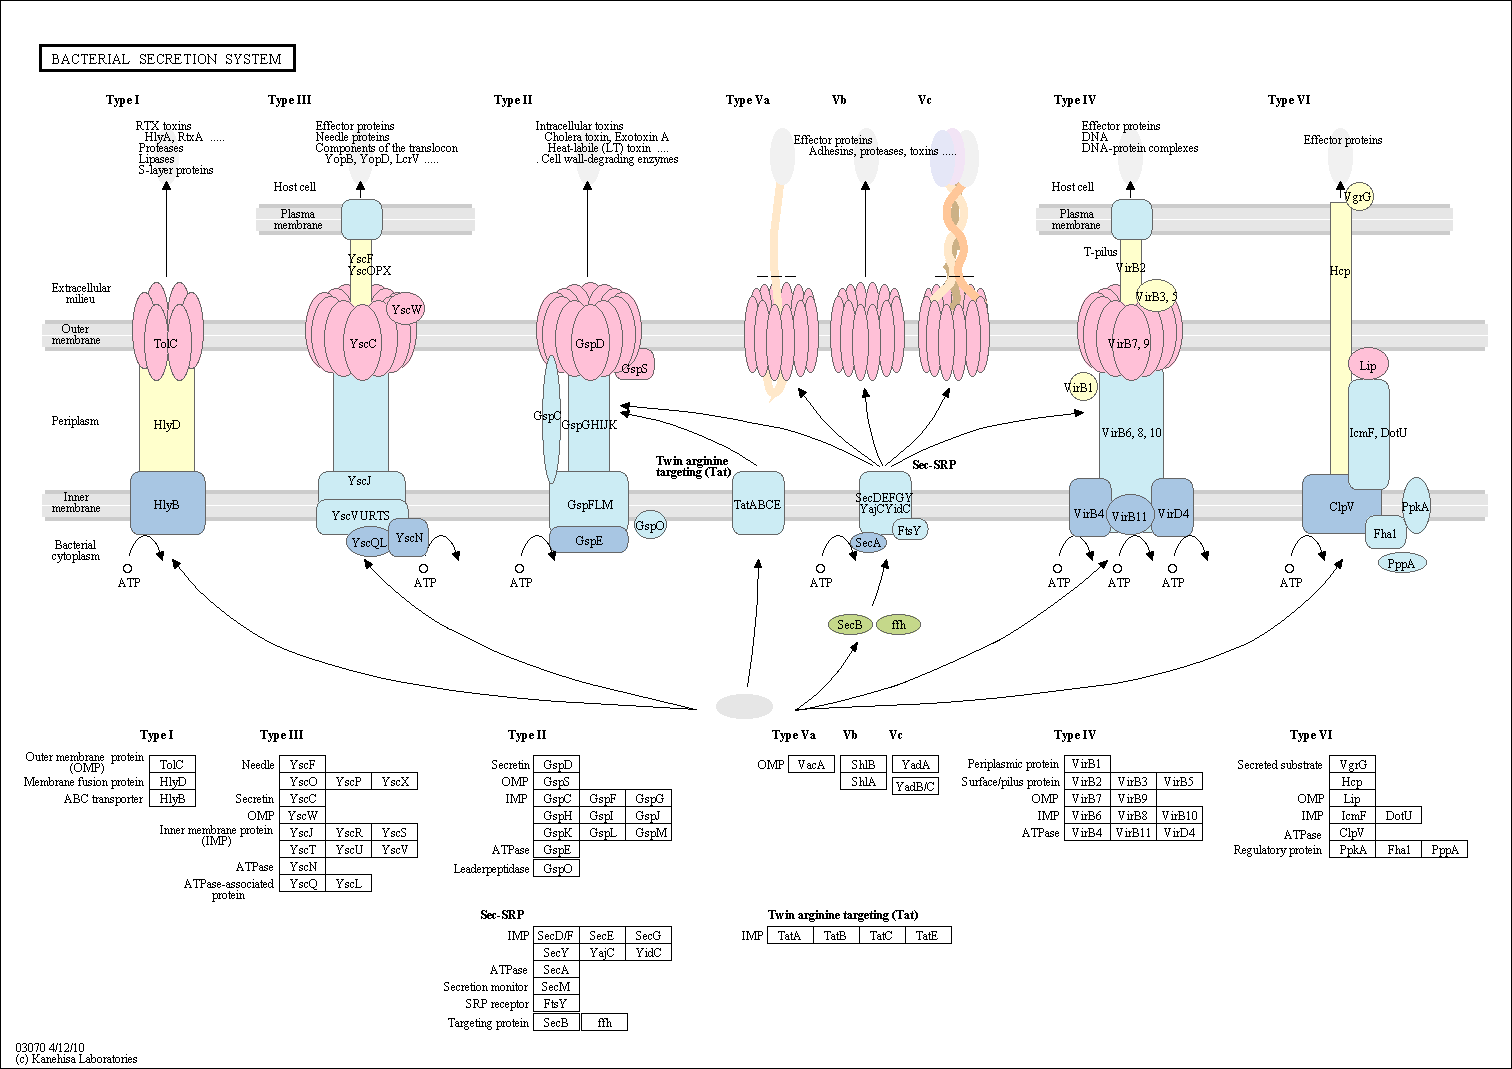 BACTERIAL SECRETION SYSTEM
Type I
Type III
Type II
Type Va
Vb
Vc
Type IV
Type VI
RTX toxins
HlyA, RtxA .....
Proteases
Lipases
S-layer proteins
Effector proteins
Needle proteins
Components of the translocon
YopB, YopD, LcrV .....
Intracellular toxins
Cholera toxin, Exotoxin A
Heat-labile (LT) toxin ....
. Cell wall-degrading enzymes
Effector proteins
Adhesins, proteases, toxins .....
Effector proteins
DNA
DNA-protein complexes
Effector proteins
Host cell
Plasma
membrane
Host cell
Plasma
membrane
VgrG
YscF
YscOPX
T-pilus
VirB2
Hcp
Extracellular
milieu
YscW
VirB3, 5
Outer
membrane
TolC
YscC
GspD
GspS
VirB7, 9
Lip
VirB1
Periplasm
HlyD
GspC
GspGHIJK
VirB6, 8, 10
IcmF, DotU
Twin arginine
targeting (Tat)
Sec-SRP
Inner
membrane
HlyB
YscJ
YscVURTS
GspFLM
GspO
TatABCE
SecDEFGY
YajCYidC
FtsY
VirB4
VirB11
VirD4
ClpV
PpkA
Fha1
Bacterial
cytoplasm
YscQL
YscN
GspE
SecA
PppA
ATP
ATP
ATP
ATP
ATP
ATP
ATP
ATP
SecB
ffh
Type I
Type III
Type II
Type Va
Vb
Vc
Type IV
Type VI
Outer membrane protein
(OMP)
TolC
Membrane fusion protein HlyD
ABC transporter HlyB
Needle YscF
YscO YscP YscX
Secretin YscC
OMP YscW
Inner membrane protein
(IMP)
YscJ YscR YscS
YscT YscU YscV
ATPase YscN
ATPase-associated
protein
YscQ YscL
Secretin GspD
OMP GspS
IMP GspC GspF GspG
GspH GspI GspJ
GspK GspL GspM
ATPase GspE
Leaderpeptidase GspO
OMP VacA
ShlB
ShlA
YadA
YadB/C
Periplasmic protein VirB1
Surface/pilus protein VirB2 VirB3 VirB5
OMP VirB7 VirB9
IMP VirB6 VirB8 VirB10
ATPase VirB4 VirB11 VirD4
Secreted substrate VgrG
Hcp
OMP Lip
IMP IcmF DotU
ATPase ClpV
Regulatory protein PpkA Fha1 PppA
Sec-SRP
IMP SecD/F SecE SecG
SecY YajC YidC
ATPase SecA
Secretion monitor SecM
SRP receptor FtsY
Targeting protein SecB ffh
Twin arginine targeting (Tat)
IMP TatA TatB TatC TatE
03070 4/12/10
(c) Kanehisa Laboratories